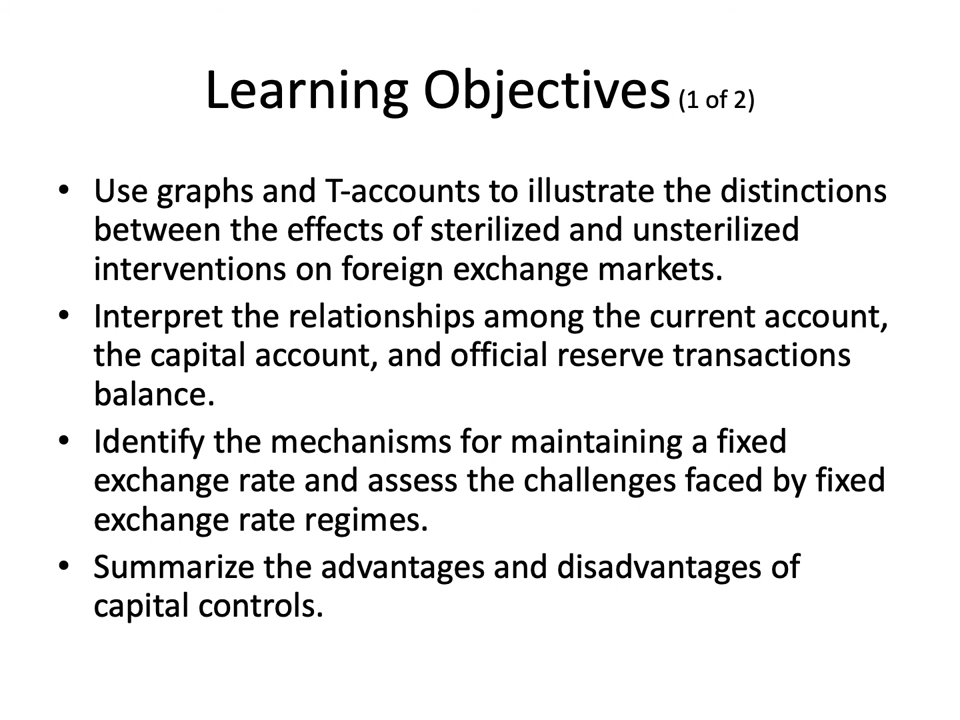 Learning Objectives (1 of 2)
• Use graphs and T-accounts to illustrate the distinctions
between the effects of sterilized and unsterilized
interventions on foreign exchange markets.
• Interpret the relationships among the current account,
the capital account, and official reserve transactions
balance.
• Identify the mechanisms for maintaining a fixed
exchange rate and assess the challenges faced by fixed
exchange rate regimes.
• Summarize the advantages and disadvantages of
capital controls.